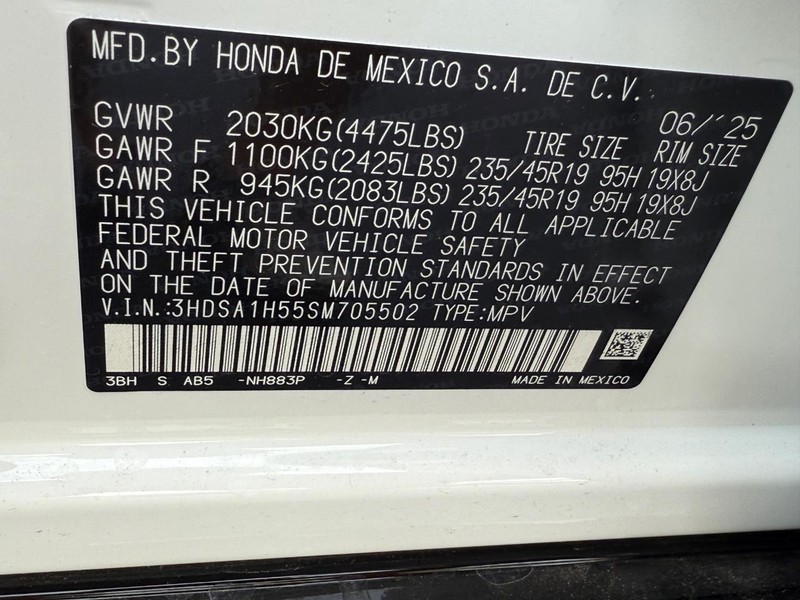 MFD.BY HONDA DE MEXICO S.A. DE C.V.
06/'25
GVWR 2030KG(4475LBS) TIRE SIZE RIM SIZE
GAWR F 1100KG(2425LBS) 235/45R19 95H 19X8J
GAWR R 945KG(2083LBS) 235/45R19 95H 19X8J
THIS VEHICLE CONFORMS TO ALL APPLICABLE
FEDERAL MOTOR VEHICLE SAFETY
AND THEFT PREVENTION STANDARDS IN EFFECT
ON THE DATE OF MANUFACTURE SHOWN ABOVE.
V.I.N.:3HDSA1H55SM705502 TYPE:MPV
3BH S AB5 -NH883P -Z -M MADE IN MEXICO